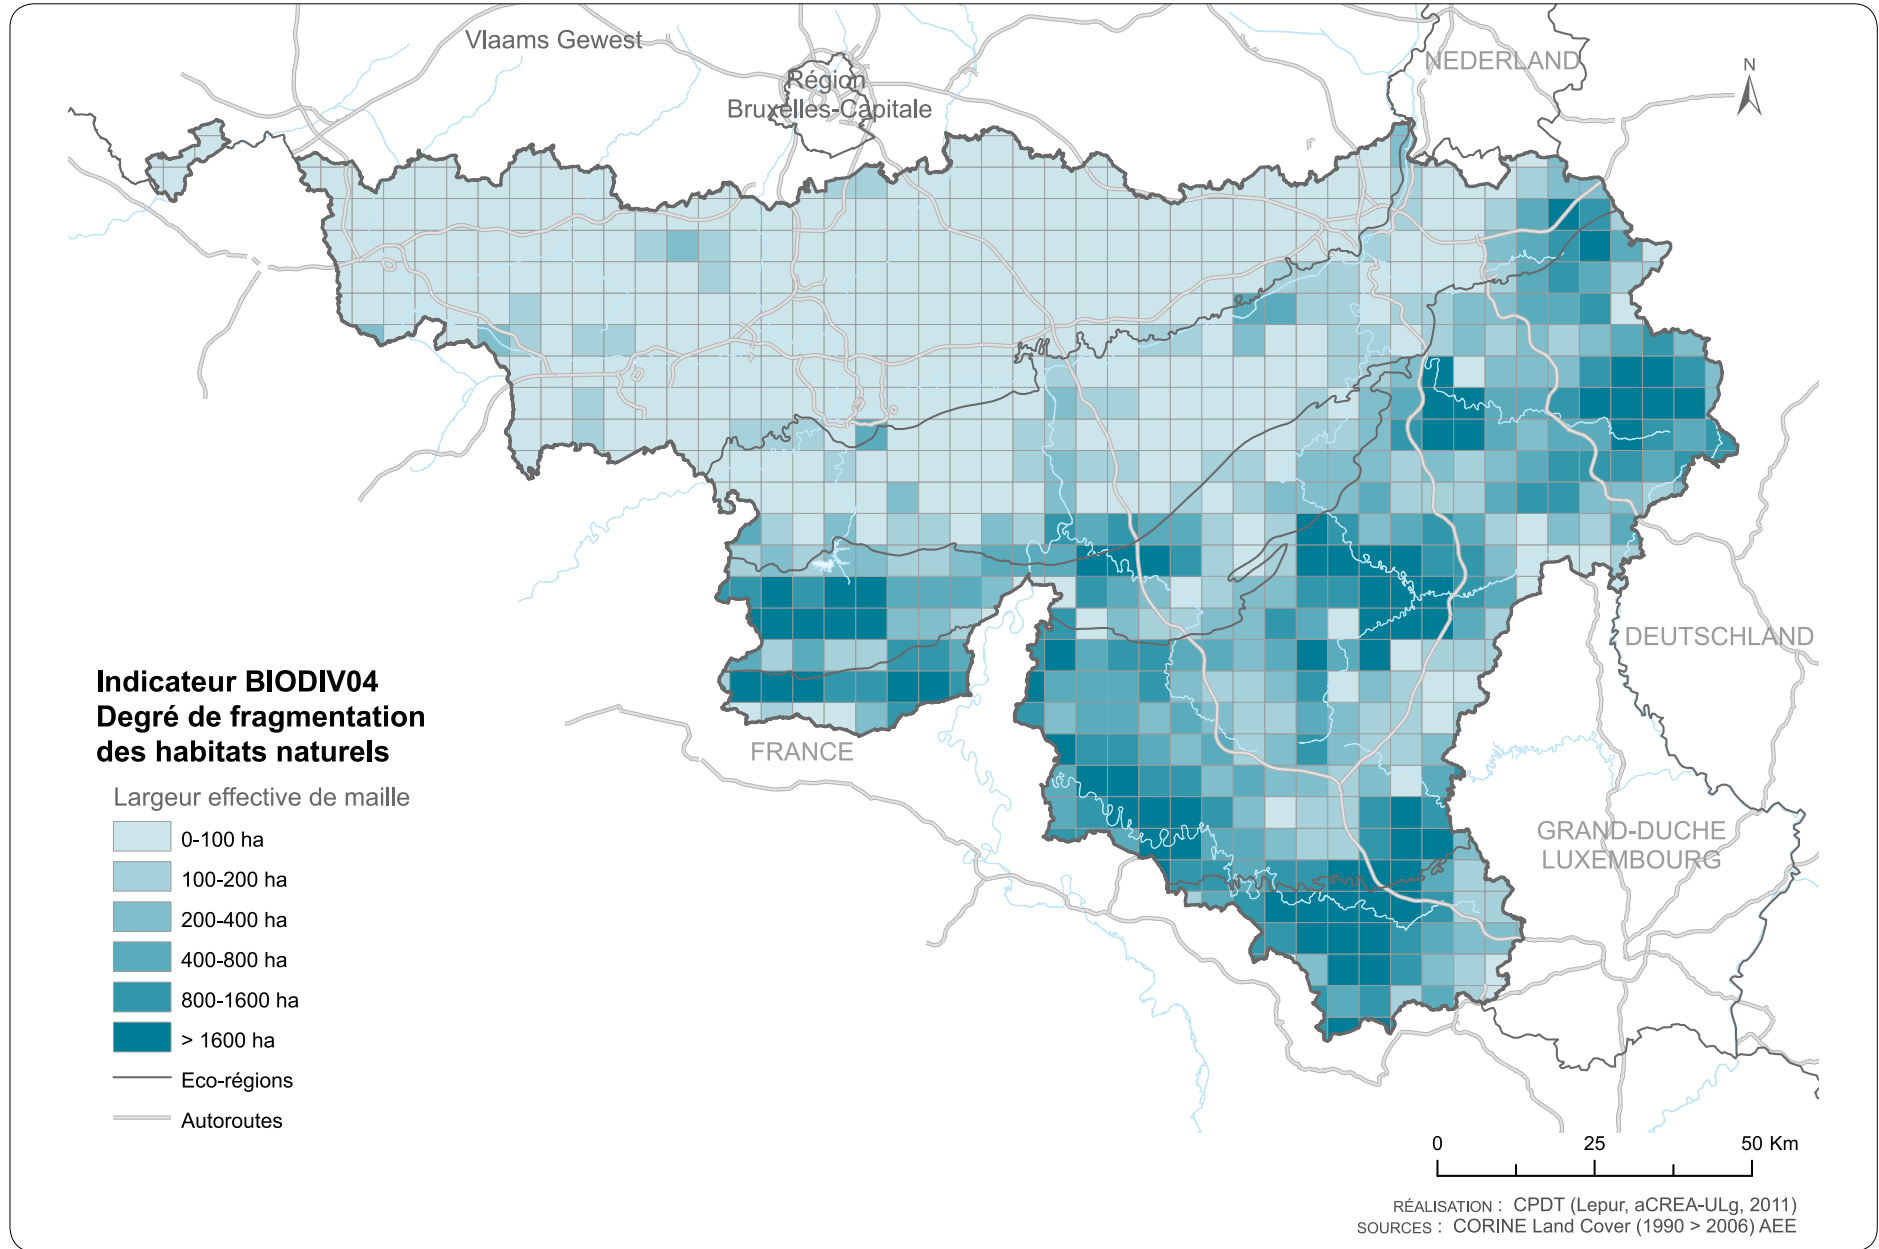 Vlaams Gewest
Région
Bruxelles-Capitale
NEDERLAND
N
DEUTSCHLAND
FRANCE
GRAND-DUCHE
LUXEMBOURG
Indicateur BIODIV04
Degré de fragmentation
des habitats naturels
Largeur effective de maille
0-100 ha
100-200 ha
200-400 ha
400-800 ha
800-1600 ha
> 1600 ha
Eco-régions
Autoroutes
0 25 50 Km
RÉALISATION : CPDT (Lepur, aCREA-ULg, 2011)
SOURCES : CORINE Land Cover (1990 > 2006) AEE